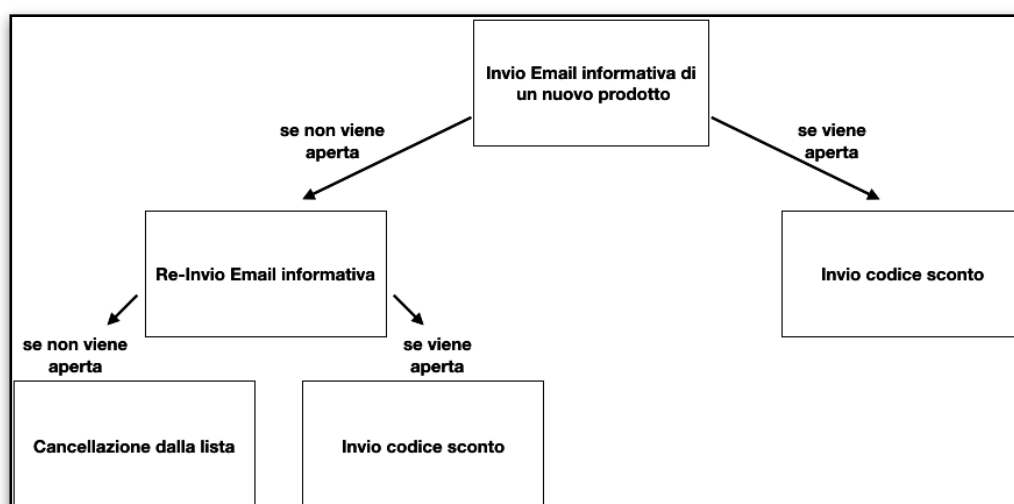 Invio Email informativa di
un nuovo prodotto
se non viene
aperta
se viene
aperta
Re-Invio Email informativa
Invio codice sconto
se non viene
aperta
se viene
aperta
Cancellazione dalla lista
Invio codice sconto